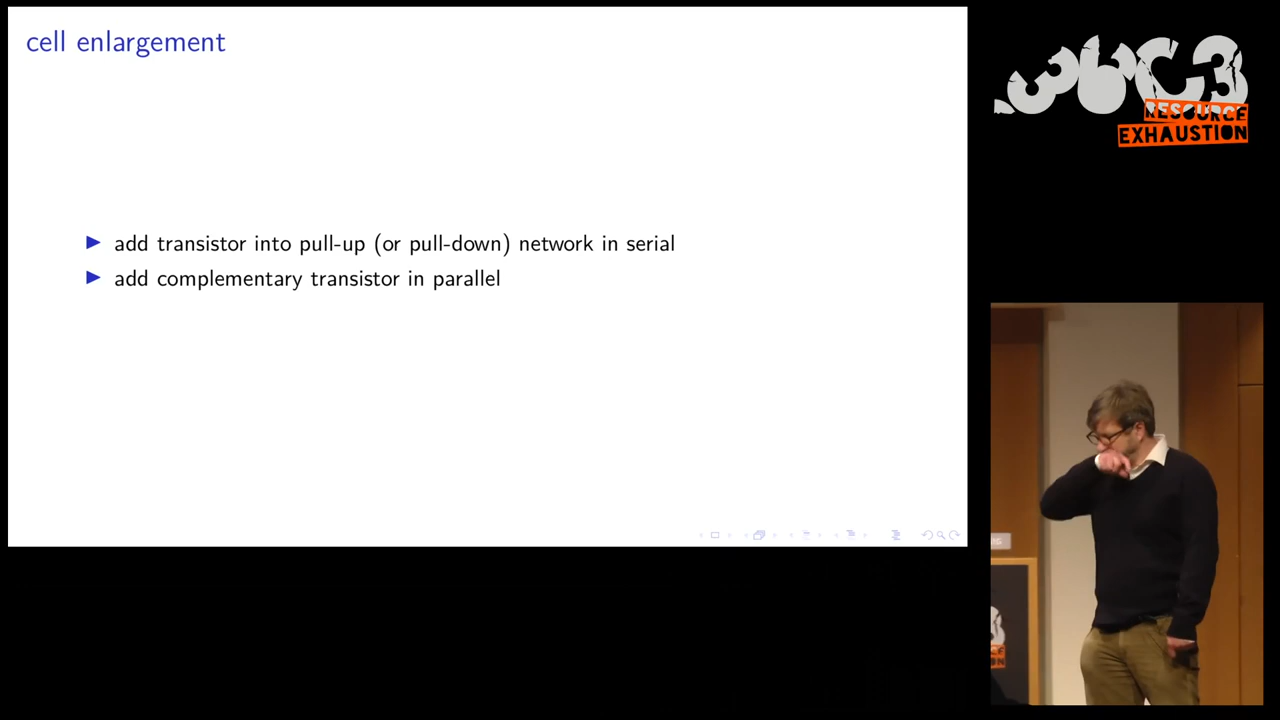 cell enlargement
add transistor into pull-up (or pull-down) network in serial
add complementary transistor in parallel
36C3
RESOURCE
EXHAUSTION